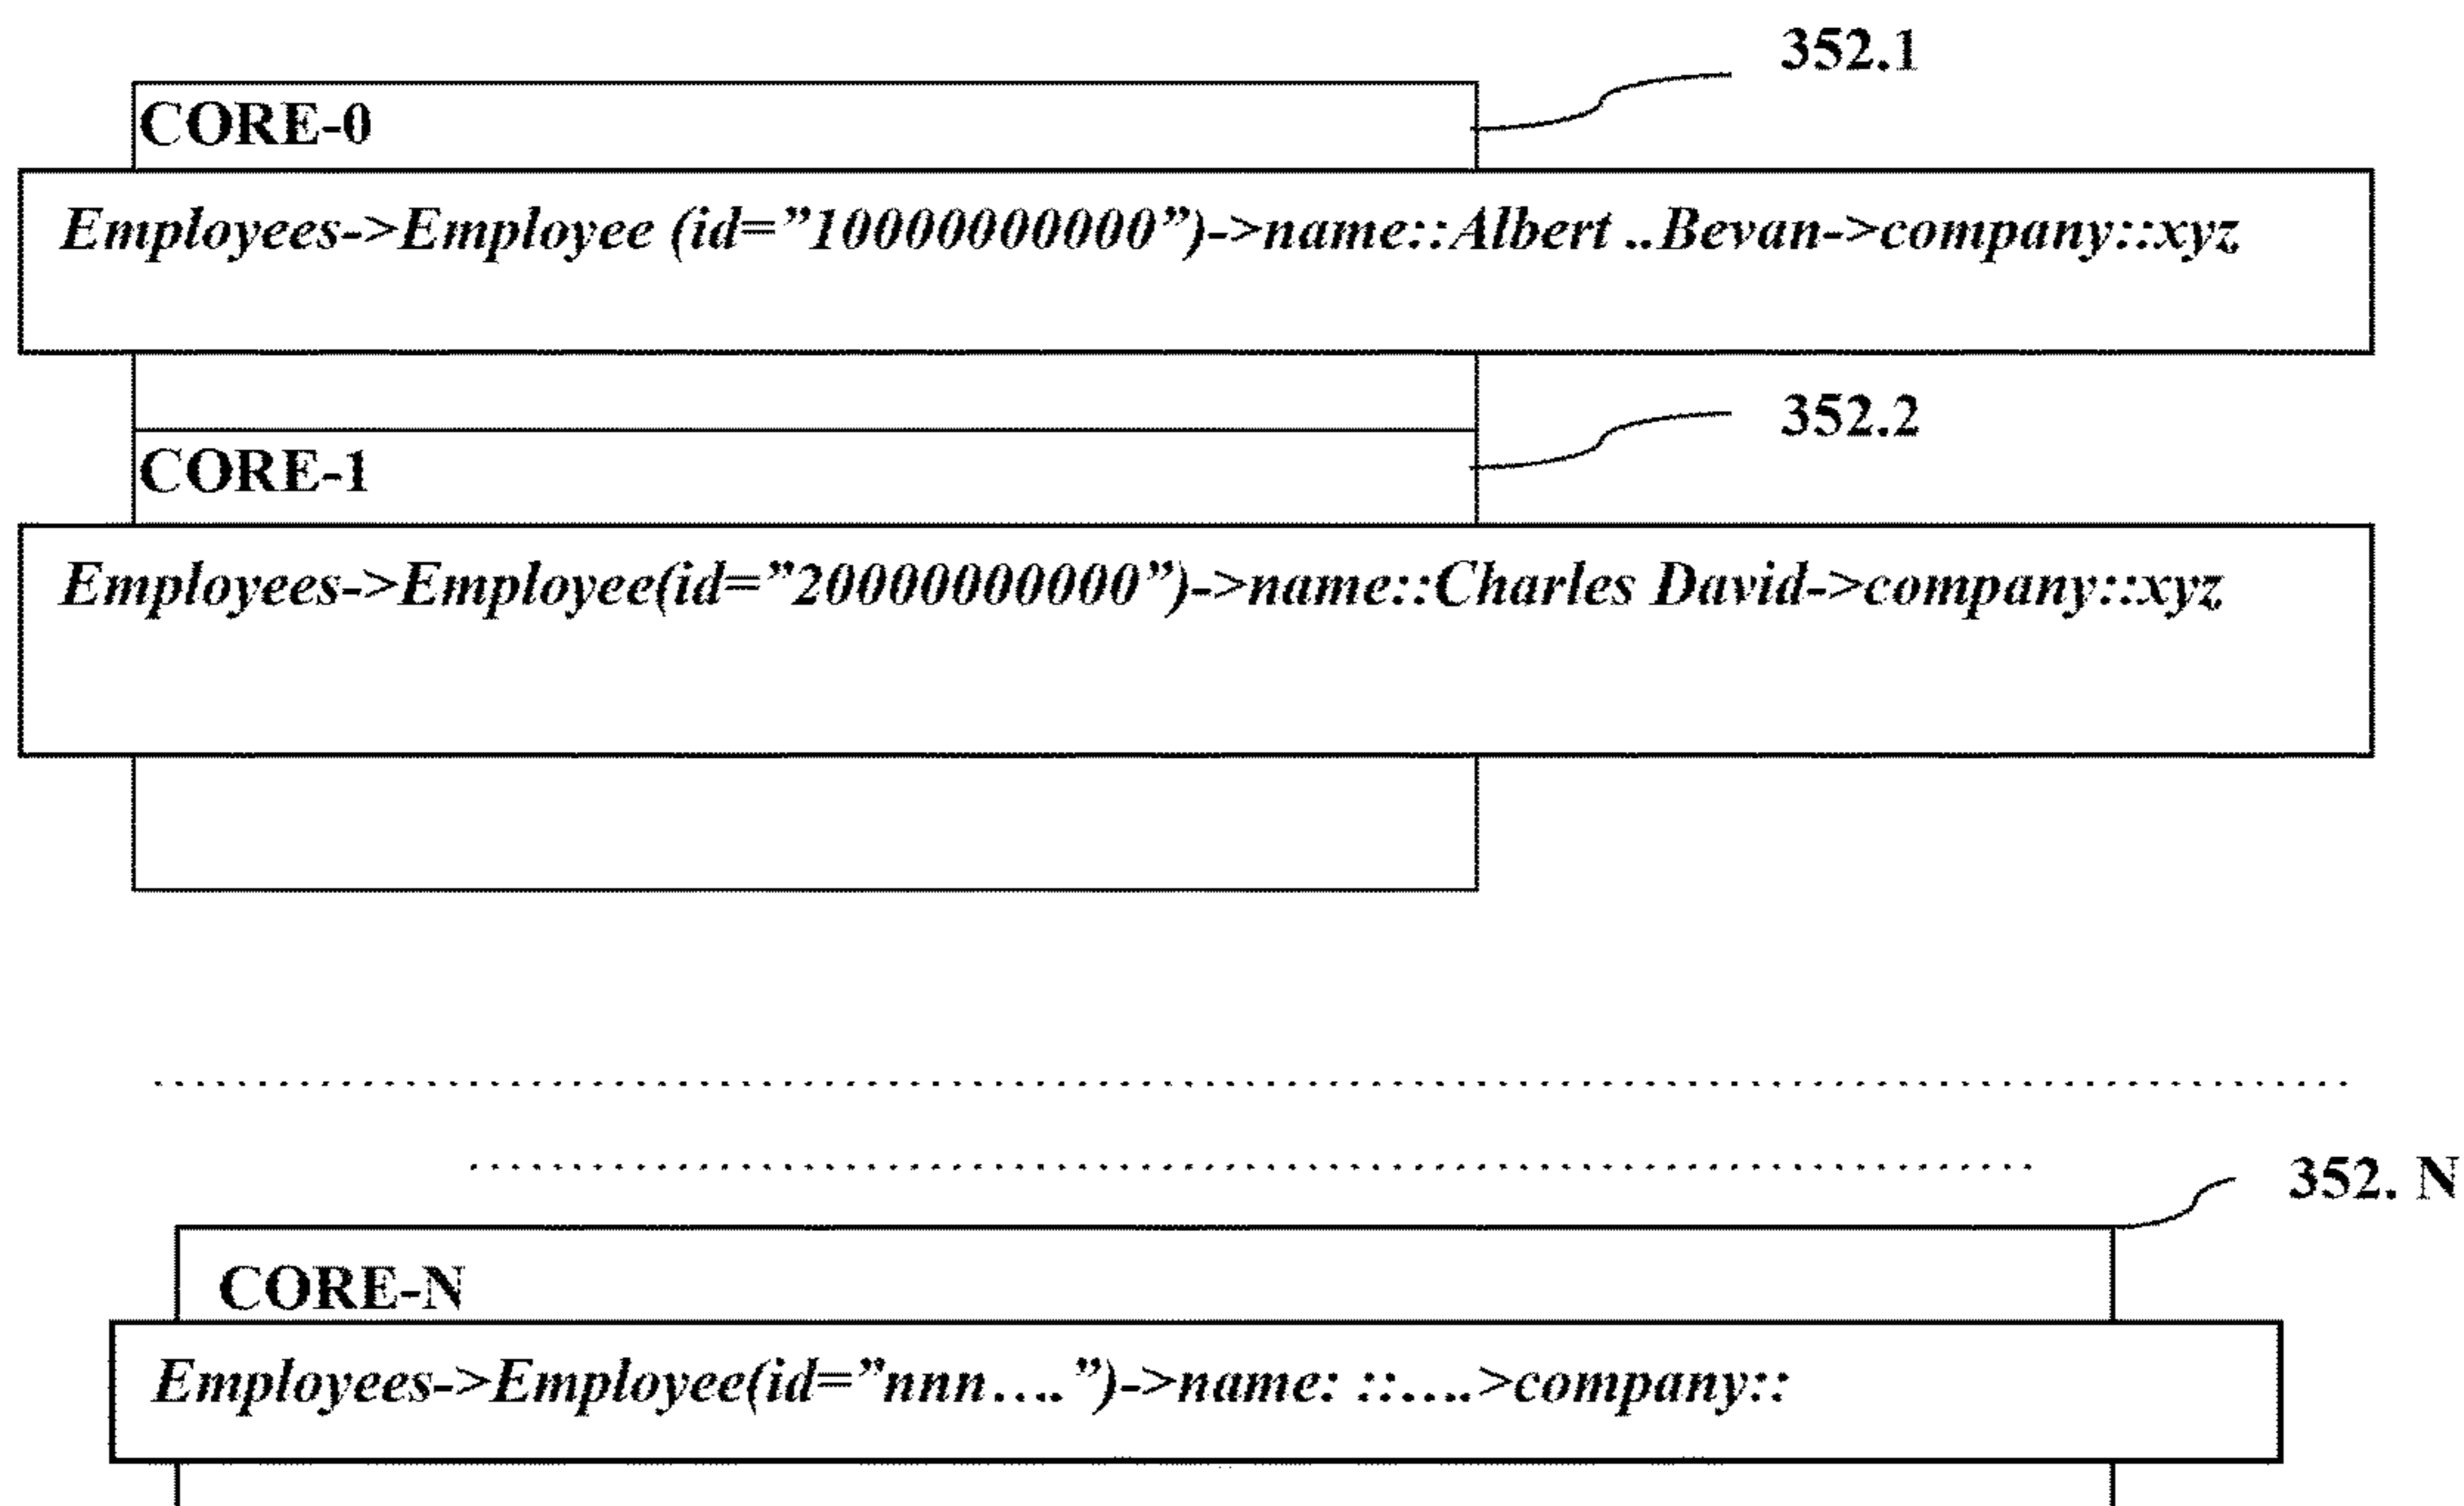 352.1
CORE-0
Employees->Employee (id=”10000000000”)->name::Albert ..Bevan->company::xyz
352.2
CORE-1
Employees->Employee(id=”20000000000”)->name::Charles David->company::xyz
352. N
CORE-N
Employees->Employee(id=”nnn….”)->name: ::….>company::